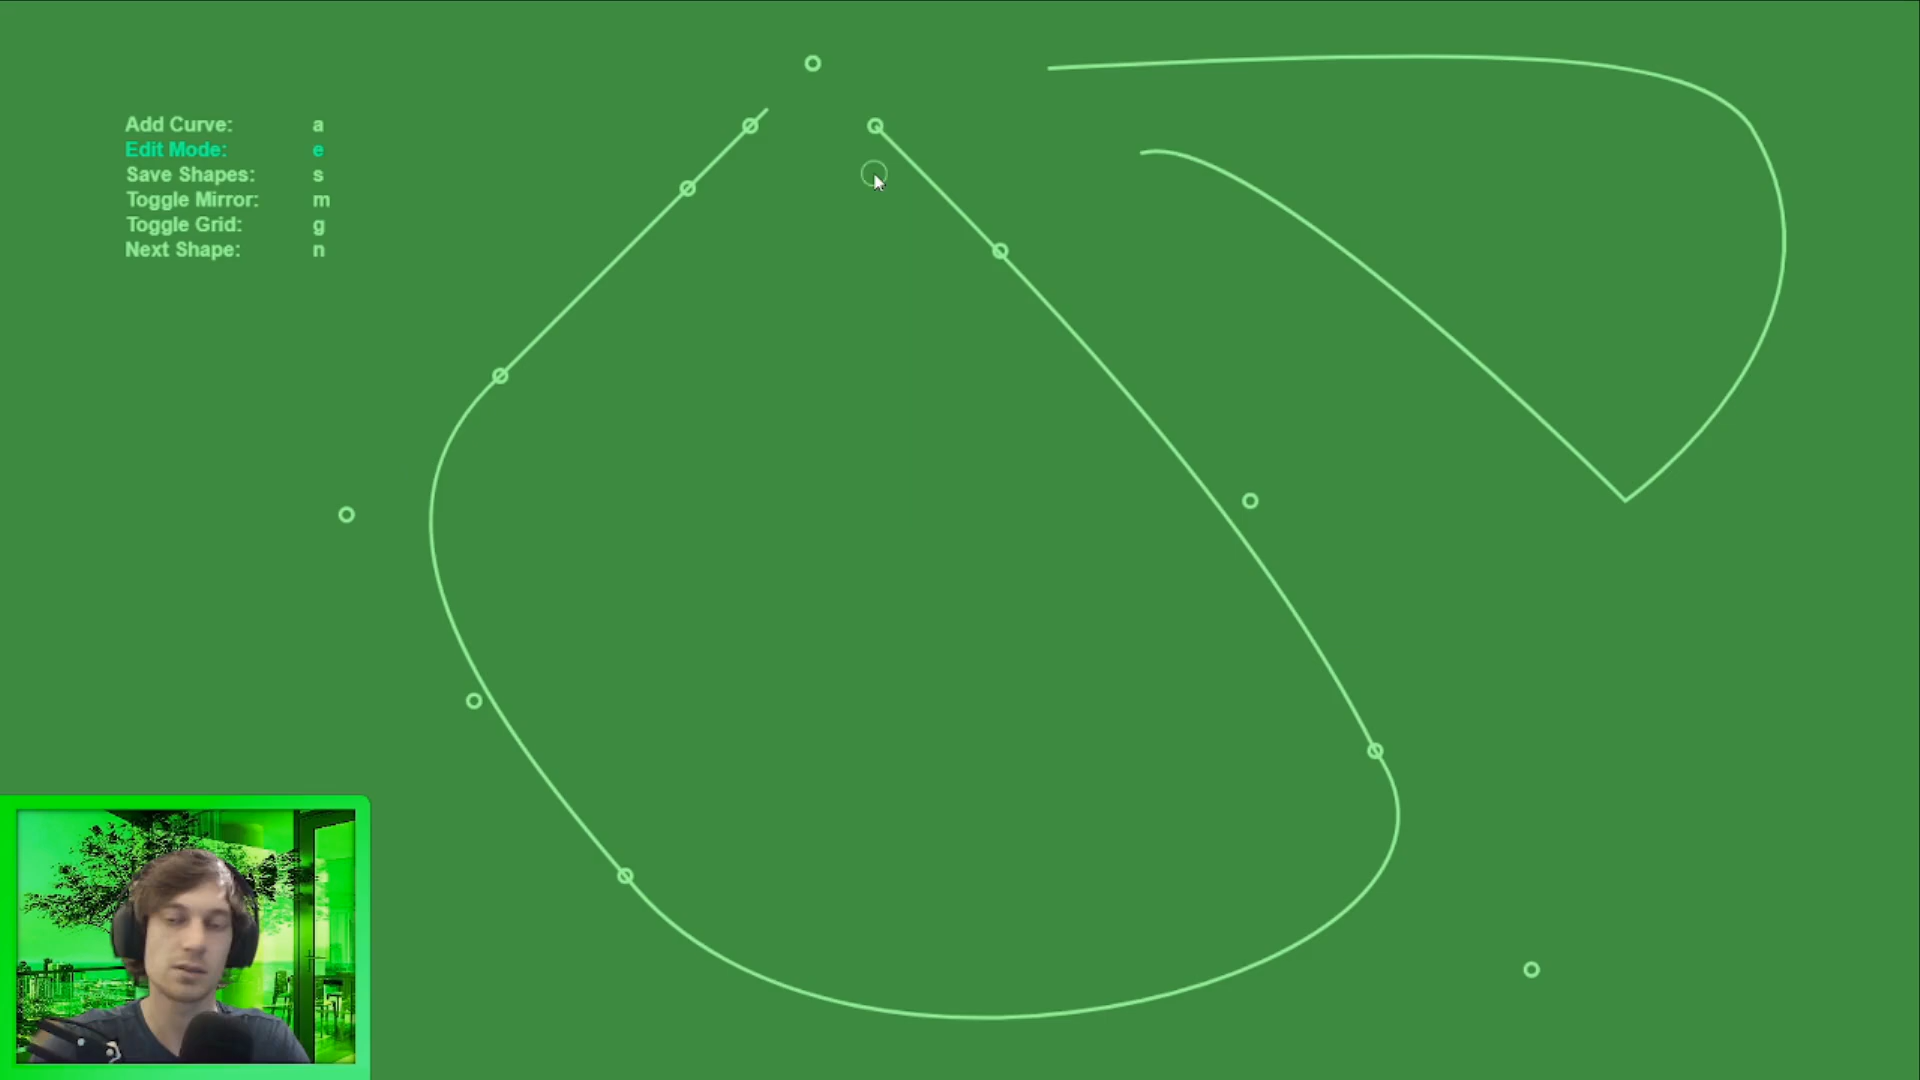 Add Curve: a
Edit Mode: e
Save Shapes: s
Toggle Mirror: m
Toggle Grid: g
Next Shape: n